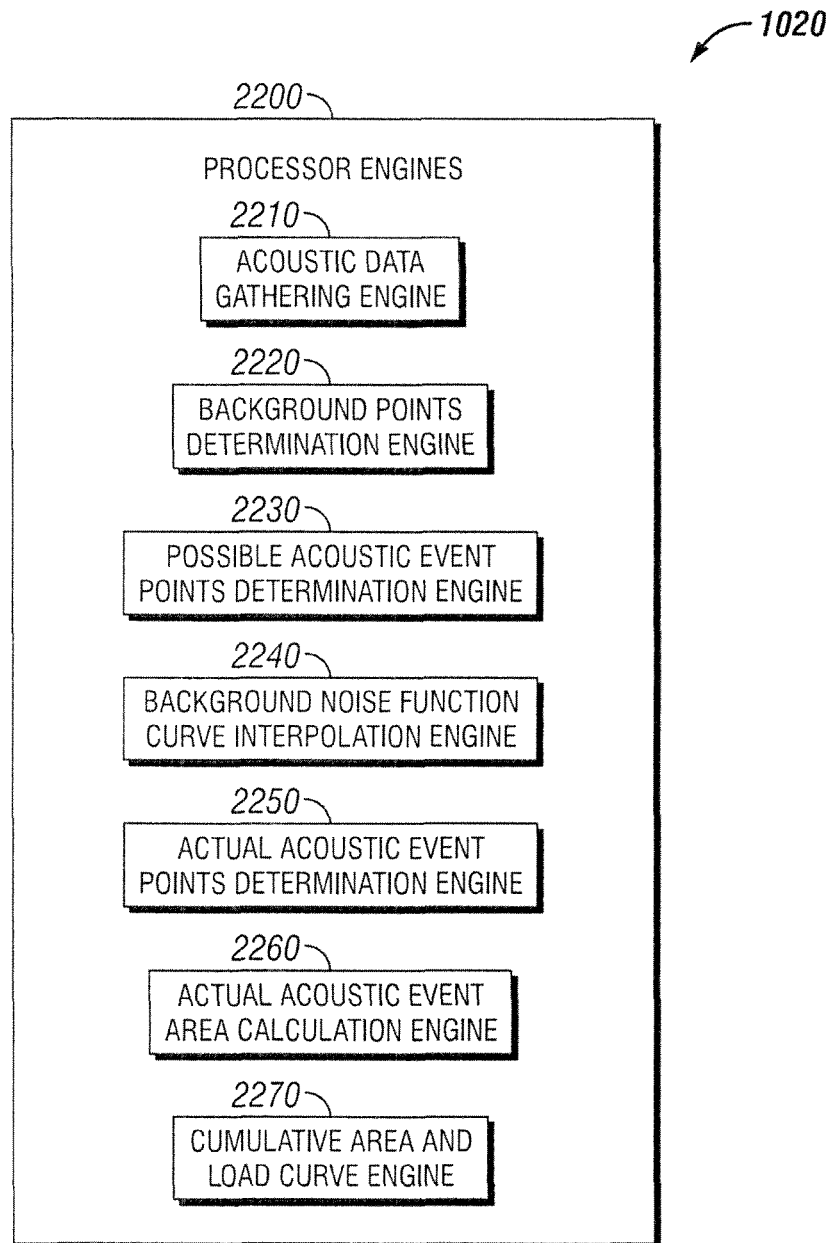 1020
2200
PROCESSOR ENGINES
2210
ACOUSTIC DATA
GATHERING ENGINE
2220
BACKGROUND POINTS
DETERMINATION ENGINE
2230
POSSIBLE ACOUSTIC EVENT
POINTS DETERMINATION ENGINE
2240
BACKGROUND NOISE FUNCTION
CURVE INTERPOLATION ENGINE
2250
ACTUAL ACOUSTIC EVENT
POINTS DETERMINATION ENGINE
2260
ACTUAL ACOUSTIC EVENT
AREA CALCULATION ENGINE
2270
CUMULATIVE AREA AND
LOAD CURVE ENGINE